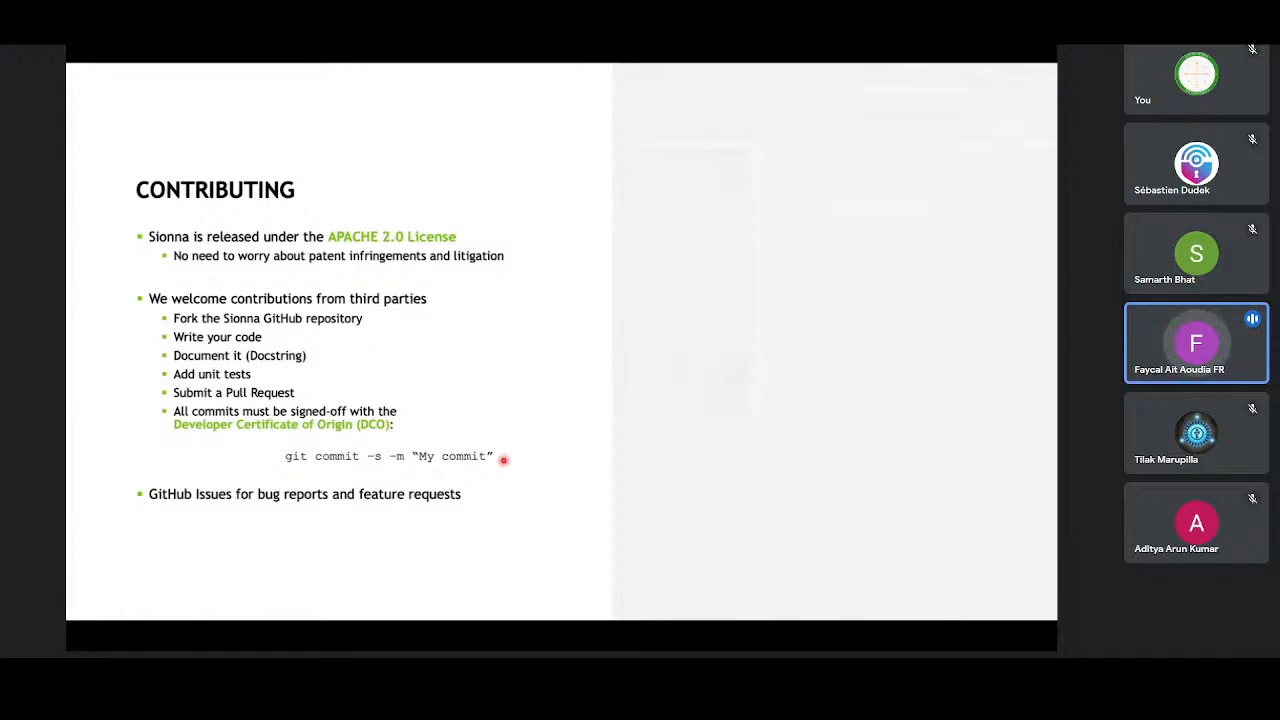 CONTRIBUTING
Sionna is released under the APACHE 2.0 License
No need to worry about patent infringements and litigation
We welcome contributions from third parties
Fork the Sionna GitHub repository
Write your code
Document it (Docstring)
Add unit tests
Submit a Pull Request
All commits must be signed-off with the
Developer Certificate of Origin (DCO):
git commit -s -m “My commit”
GitHub Issues for bug reports and feature requests
You
Sébastien Dudek
S
Samarth Bhat
F
Faycal Ait Aoudia FR
Tilak Marupilla
A
Aditya Arun Kumar